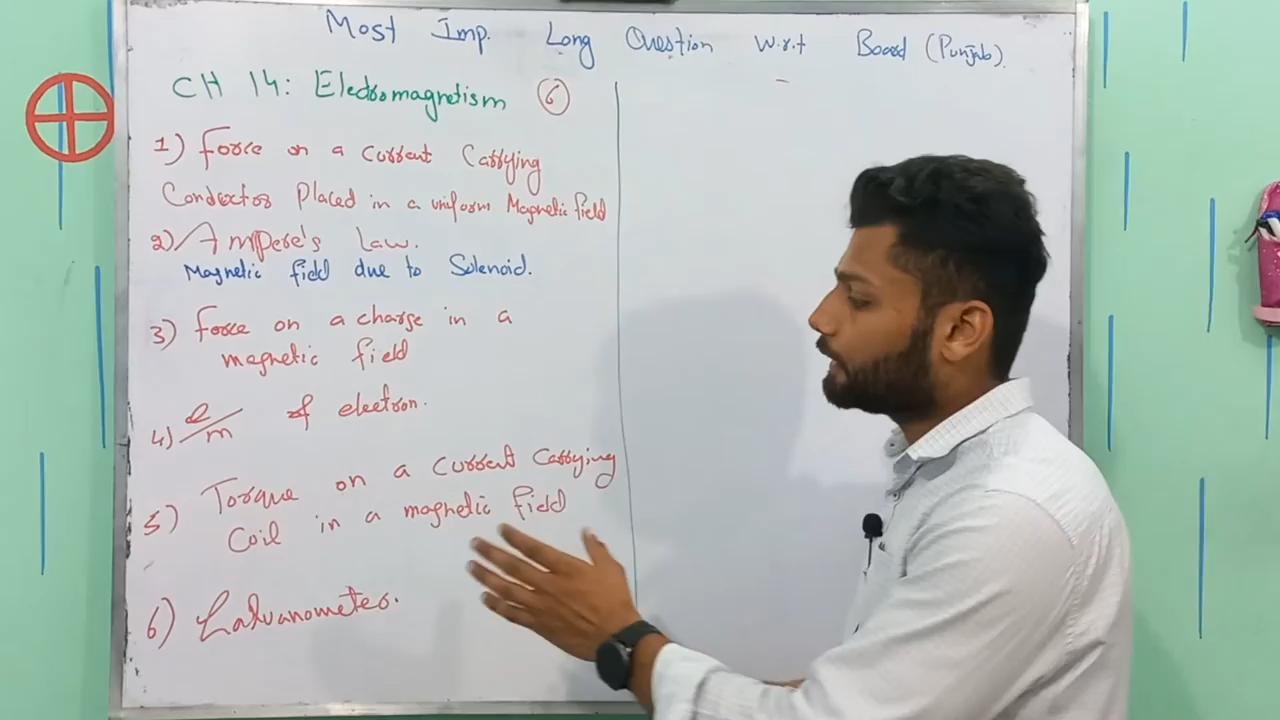 Most Imp. Long Question w.r.t Board (Punjab).
CH 14: Electromagnetism 6
1) Force on a current Carrying
Conductor Placed in a uniform Magnetic field
2) Ampere's Law.
Magnetic field due to Solenoid.
3) Force on a charge in a
magnetic field
4) e/m of electron.
5) Torque on a current Carrying
Coil in a magnetic field
6) Galvanometer.